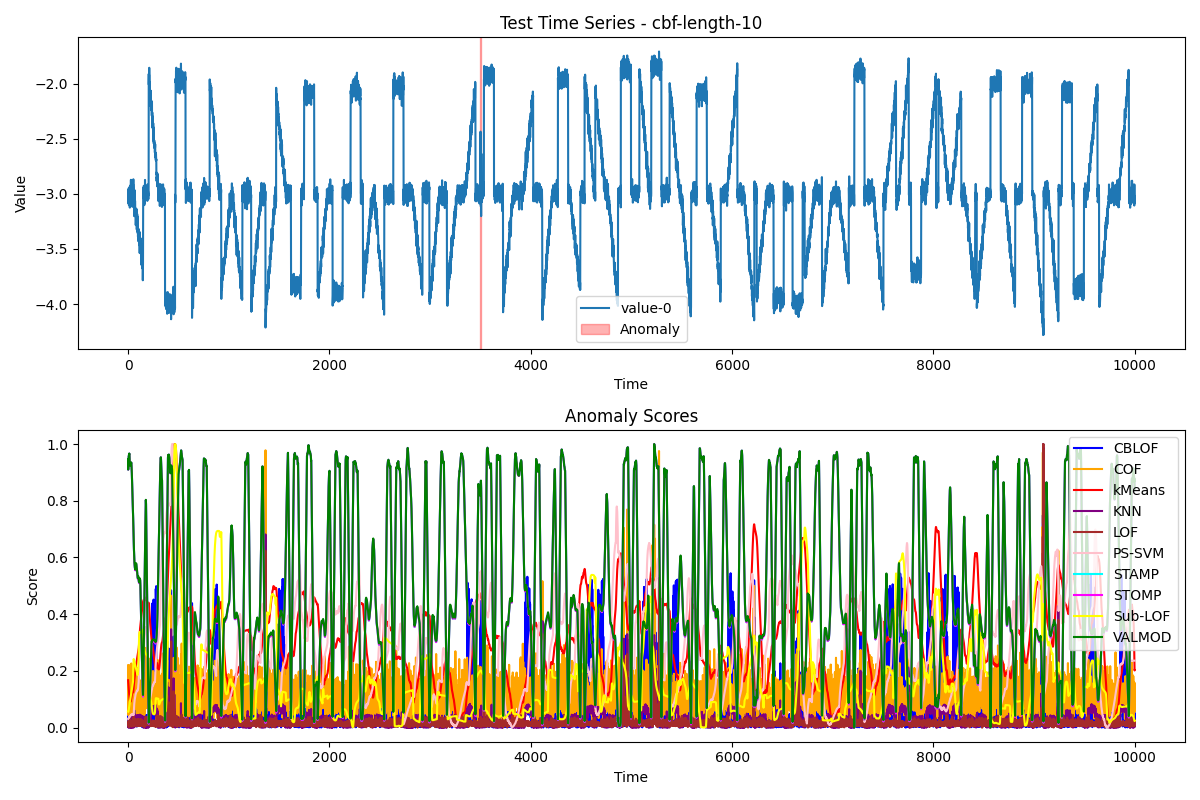 Test Time Series - cbf-length-10
Value
−2.0
−2.5
−3.0
−3.5
−4.0
value-0
Anomaly
0
2000
4000
6000
8000
10000
Time
Anomaly Scores
Score
1.0
0.8
0.6
0.4
0.2
0.0
CBLOF
COF
kMeans
KNN
LOF
PS-SVM
STAMP
STOMP
Sub-LOF
VALMOD
0
2000
4000
6000
8000
10000
Time